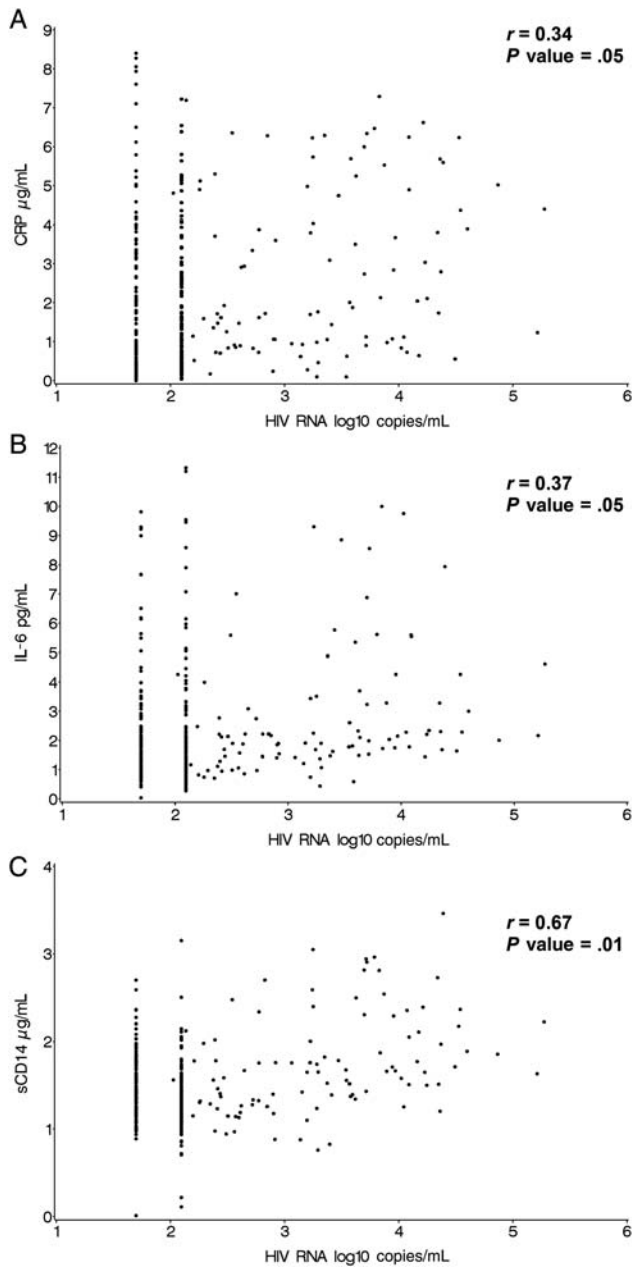 A
r = 0.34
P value = .05
9
8
7
6
5
4
3
2
1
0
CRP µg/mL
1 2 3 4 5 6
HIV RNA log10 copies/mL
B
r = 0.37
P value = .05
12
11
10
9
8
7
6
5
4
3
2
1
0
IL-6 pg/mL
1 2 3 4 5 6
HIV RNA log10 copies/mL
C
r = 0.67
P value = .01
4
3
2
1
0
sCD14 µg/mL
1 2 3 4 5 6
HIV RNA log10 copies/mL